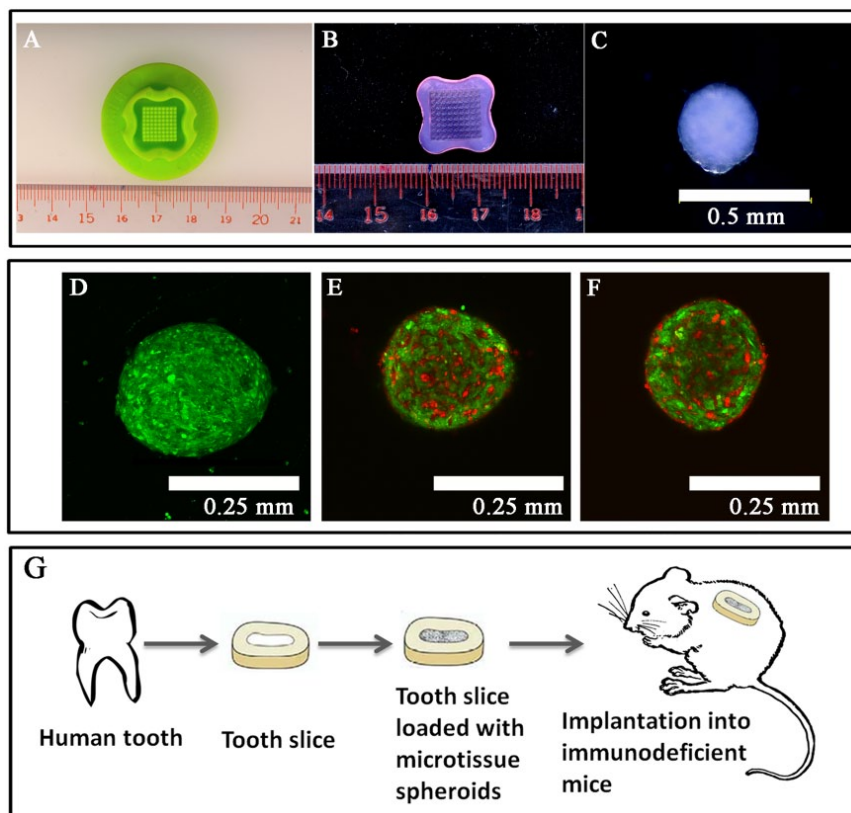 A
3 14 15 16 17 18 19 20 21
B
14 15 16 17 18 1
C
0.5 mm
D
0.25 mm
E
0.25 mm
F
0.25 mm
G
Human tooth
Tooth slice
Tooth slice
loaded with
microtissue
spheroids
Implantation into
immunodeficient
mice